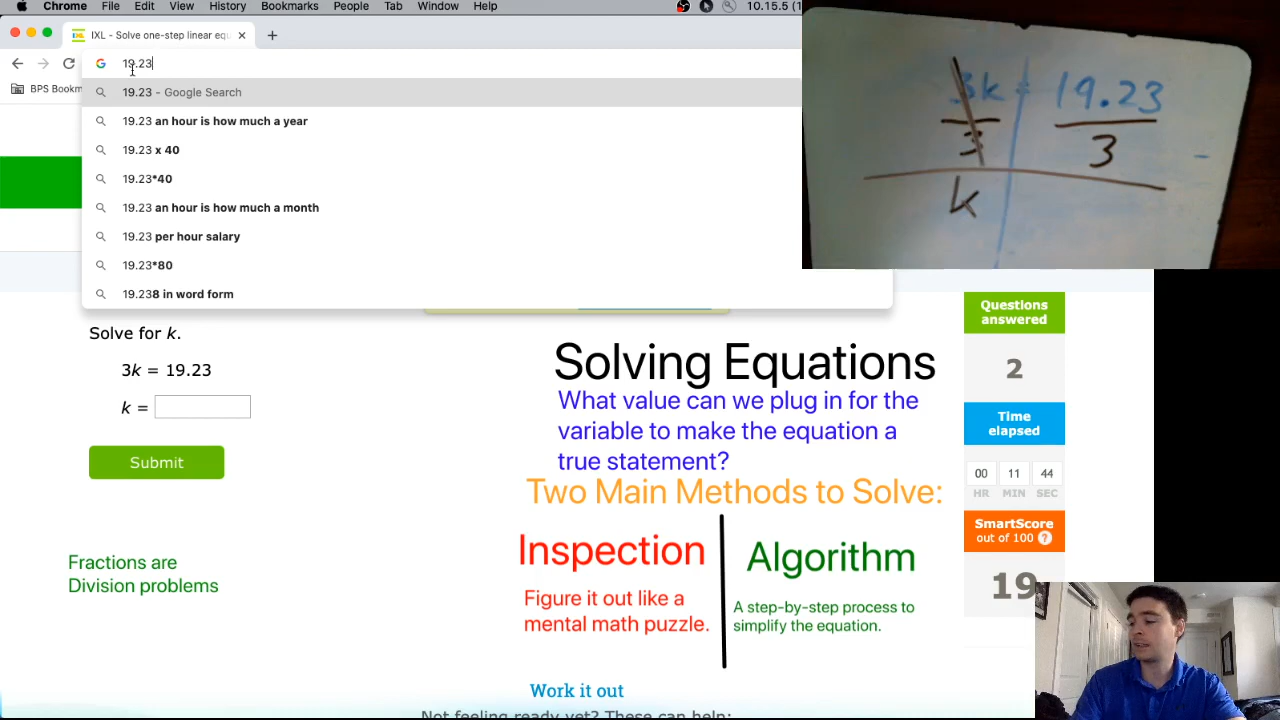 Chrome File Edit View History Bookmarks People Tab Window Help
10.15.5 (1
IXL - Solve one-step linear equ
19.23
BPS Bookm
19.23 - Google Search
19.23 an hour is how much a year
19.23 x 40
19.23*40
19.23 an hour is how much a month
19.23 per hour salary
19.23*80
19.238 in word form
3k = 19.23
3 3
k
Solve for k.
3k = 19.23
k =
Submit
Fractions are
Division problems
Solving Equations
What value can we plug in for the
variable to make the equation a
true statement?
Two Main Methods to Solve:
Inspection
Figure it out like a
mental math puzzle.
Algorithm
A step-by-step process to
simplify the equation.
Work it out
Not feeling ready yet? These can help:
Questions
answered
2
Time
elapsed
00 11 44
HR MIN SEC
SmartScore
out of 100 ?
19